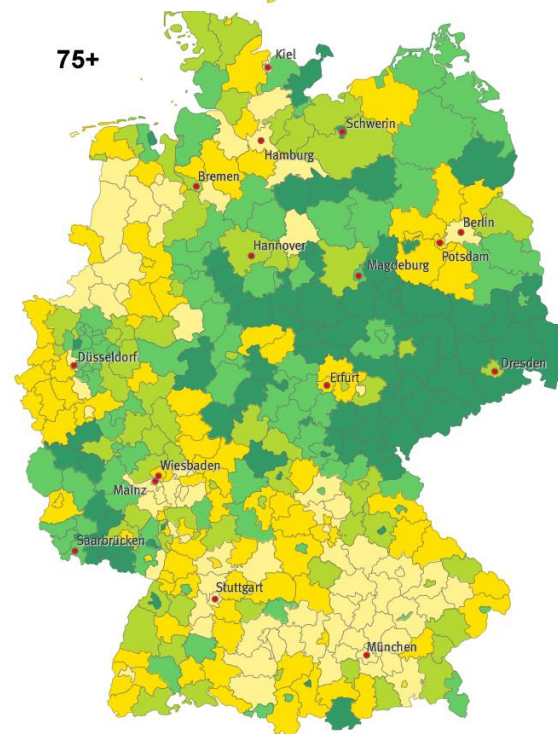 75+
Kiel
Schwerin
Hamburg
Bremen
Berlin
Hannover
Potsdam
Magdeburg
Düsseldorf
Dresden
Erfurt
Wiesbaden
Mainz
Saarbrücken
Stuttgart
München